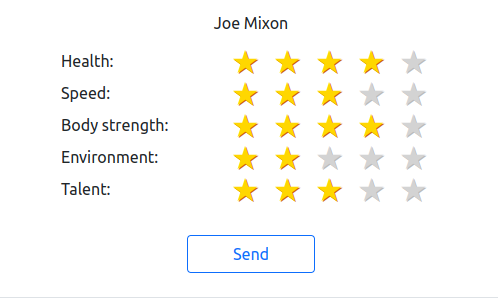 Joe Mixon
Health:
Speed:
Body strength:
Environment:
Talent:
Send